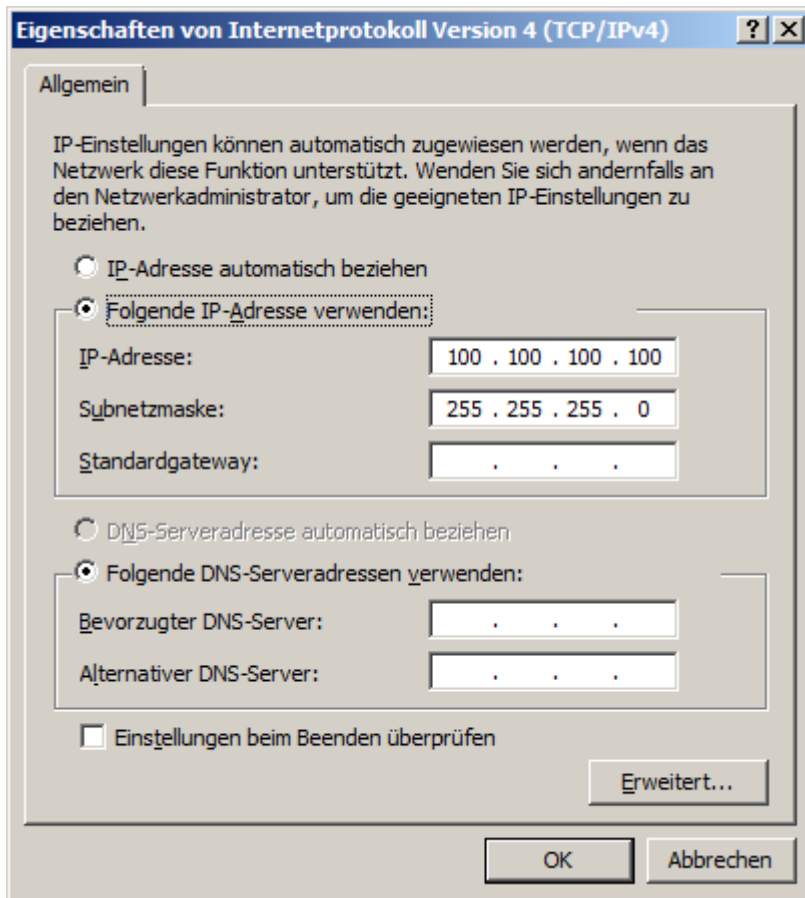 Eigenschaften von Internetprotokoll Version 4 (TCP/IPv4)
Allgemein
IP-Einstellungen können automatisch zugewiesen werden, wenn das
Netzwerk diese Funktion unterstützt. Wenden Sie sich andernfalls an
den Netzwerkadministrator, um die geeigneten IP-Einstellungen zu
beziehen.
IP-Adresse automatisch beziehen
Folgende IP-Adresse verwenden:
IP-Adresse: 100 . 100 . 100 . 100
Subnetzmaske: 255 . 255 . 255 . 0
Standardgateway: . . .
DNS-Serveradresse automatisch beziehen
Folgende DNS-Serveradressen verwenden:
Bevorzugter DNS-Server: . . .
Alternativer DNS-Server: . . .
Einstellungen beim Beenden überprüfen
Erweitert...
OK Abbrechen